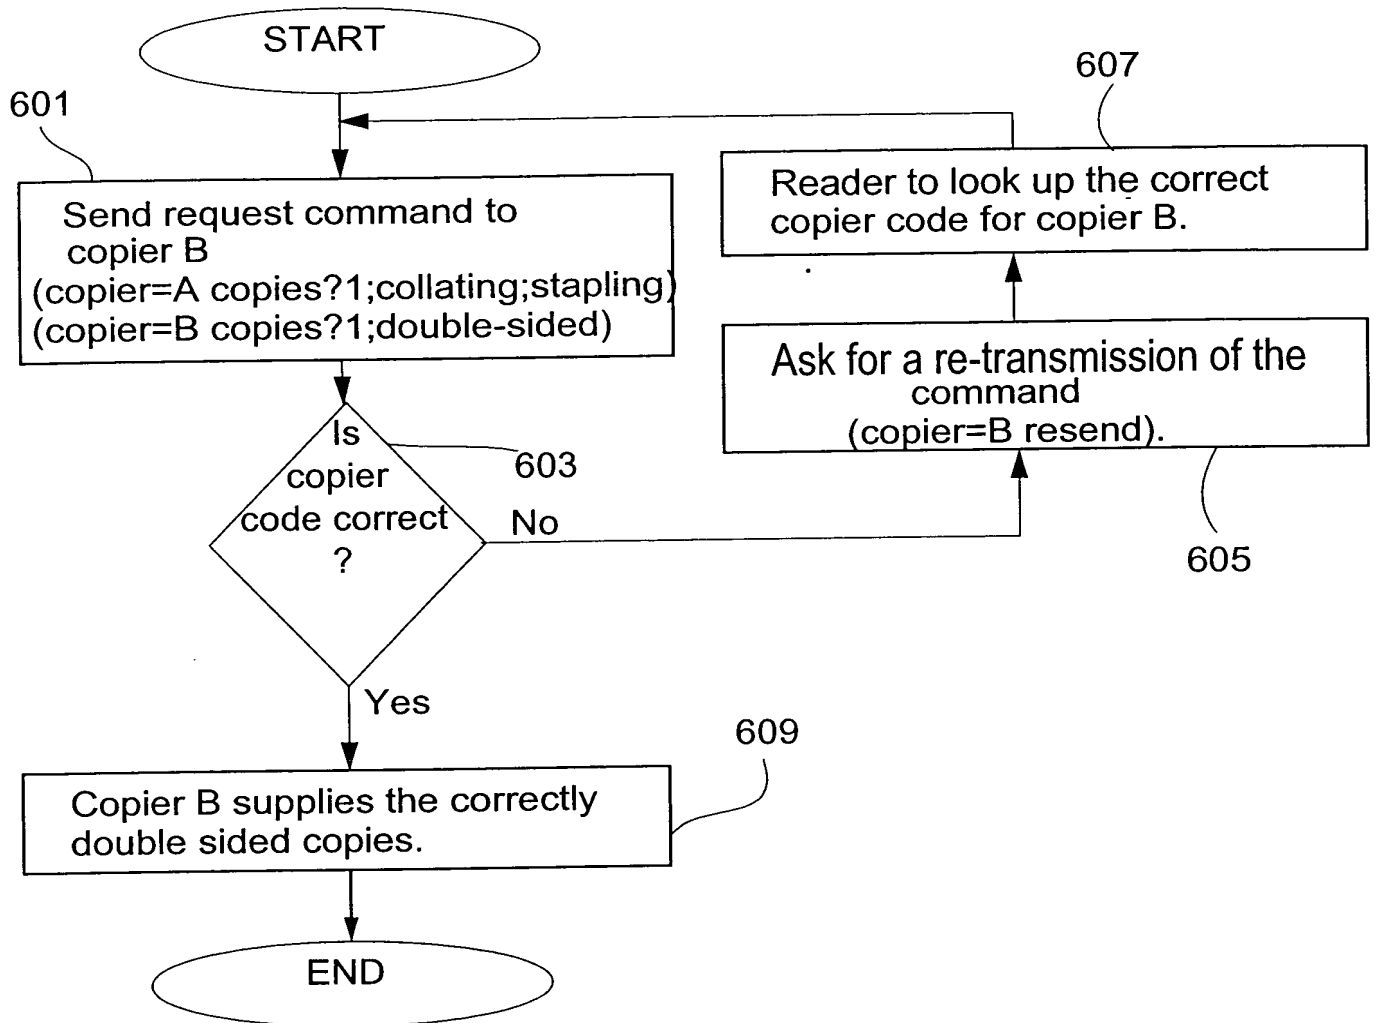 START
601
Send request command to
copier B
(copier=A copies?1;collating;stapling)
(copier=B copies?1;double-sided)
607
Reader to look up the correct
copier code for copier B.
Ask for a re-transmission of the
command
(copier=B resend).
605
Is
copier
code correct
?
603
No
Yes
609
Copier B supplies the correctly
double sided copies.
END